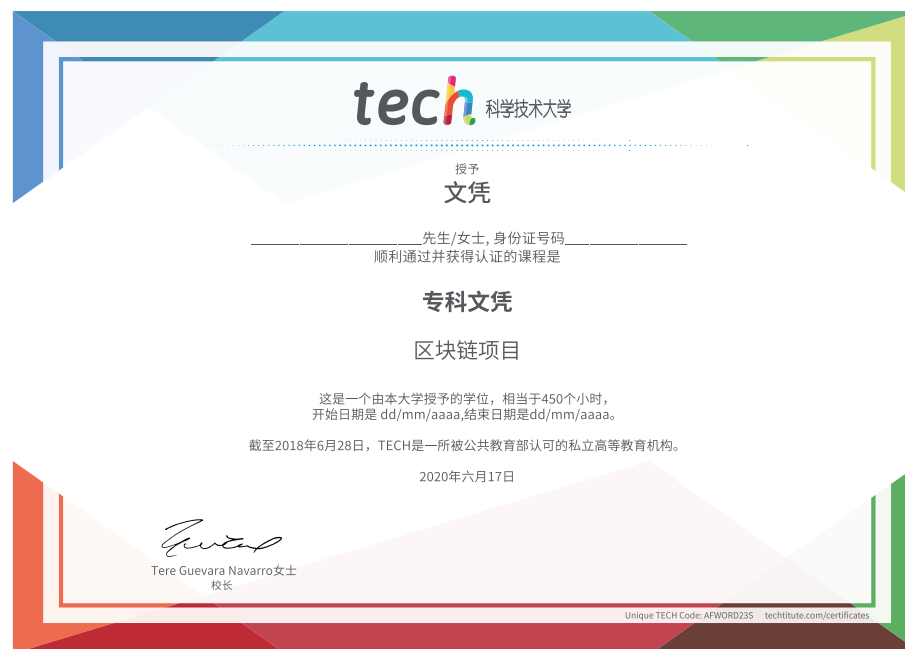 tech 科学技术大学
授予
文凭
______________________先生/女士, 身份证号码_______________
顺利通过并获得认证的课程是
专科文凭
区块链项目
这是一个由本大学授予的学位，相当于450个小时，
开始日期是 dd/mm/aaaa,结束日期是dd/mm/aaaa。
截至2018年6月28日，TECH是一所被公共教育部认可的私立高等教育机构。
2020年六月17日
Tere Guevara Navarro女士
校长
Unique TECH Code: AFWORD23S techtitute.com/certificates